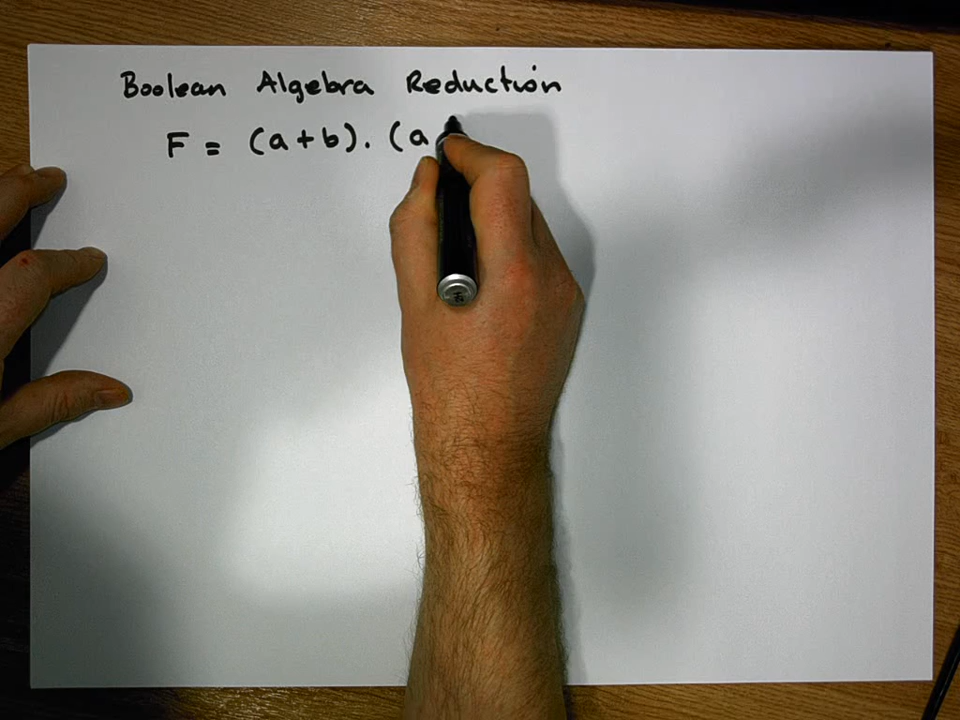 Boolean Algebra Reduction
F = (a+b). (a